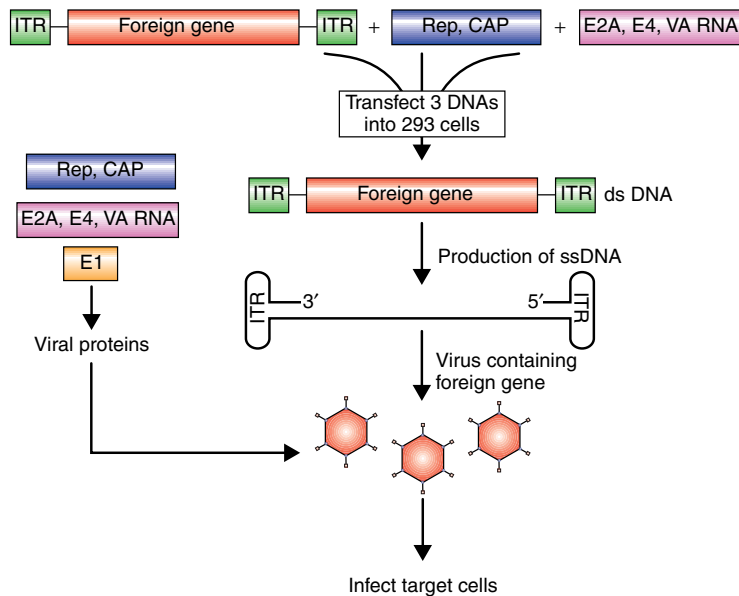 ITR Foreign gene ITR + Rep, CAP + E2A, E4, VA RNA
Transfect 3 DNAs
into 293 cells
Rep, CAP
ITR Foreign gene ITR ds DNA
E2A, E4, VA RNA
E1
Production of ssDNA
ITR 3′ 5′ ITR
Viral proteins
Virus containing
foreign gene
Infect target cells